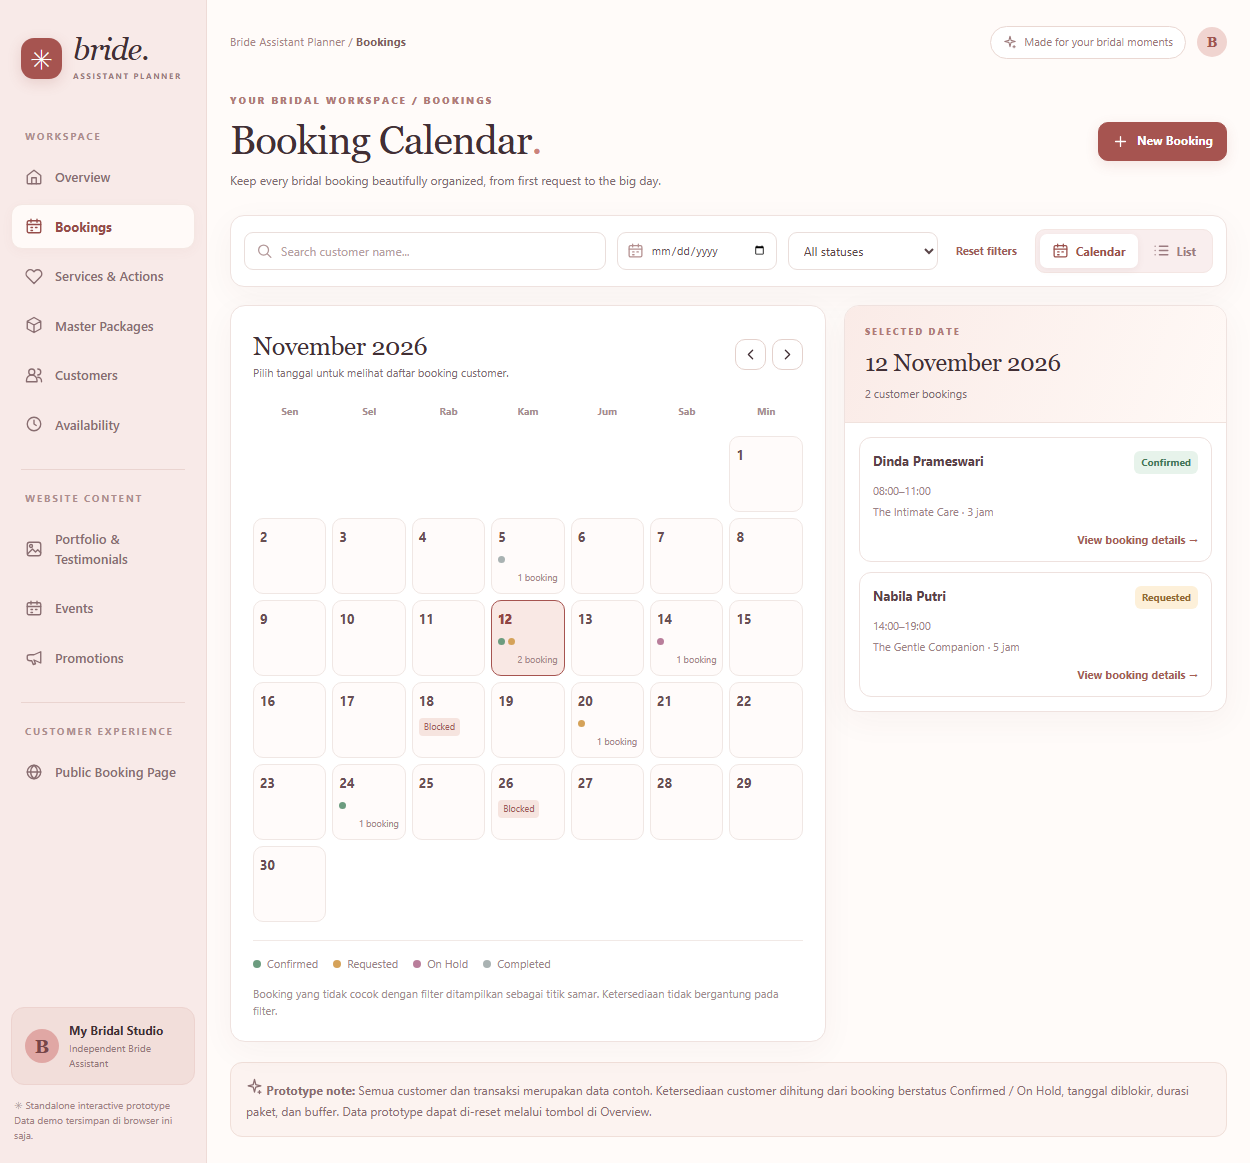 bride.
ASSISTANT PLANNER
WORKSPACE
Overview
Bookings
Services & Actions
Master Packages
Customers
Availability
WEBSITE CONTENT
Portfolio &
Testimonials
Events
Promotions
CUSTOMER EXPERIENCE
Public Booking Page
B
My Bridal Studio
Independent Bride
Assistant
✳ Standalone interactive prototype
Data demo tersimpan di browser ini
saja.
Bride Assistant Planner / Bookings
Made for your bridal moments
B
YOUR BRIDAL WORKSPACE / BOOKINGS
Booking Calendar.
Keep every bridal booking beautifully organized, from first request to the big day.
New Booking
Search customer name...
mm/dd/yyyy
All statuses
Reset filters
Calendar
List
November 2026
Pilih tanggal untuk melihat daftar booking customer.
Sen Sel Rab Kam Jum Sab Min
1
2 3 4 5 6 7 8
1 booking
9 10 11 12 13 14 15
2 booking 1 booking
16 17 18 19 20 21 22
Blocked
1 booking
23 24 25 26 27 28 29
Blocked
1 booking
30
Confirmed Requested On Hold Completed
Booking yang tidak cocok dengan filter ditampilkan sebagai titik samar. Ketersediaan tidak bergantung pada
filter.
SELECTED DATE
12 November 2026
2 customer bookings
Dinda Prameswari
Confirmed
08:00–11:00
The Intimate Care · 3 jam
View booking details →
Nabila Putri
Requested
14:00–19:00
The Gentle Companion · 5 jam
View booking details →
Prototype note: Semua customer dan transaksi merupakan data contoh. Ketersediaan customer dihitung dari booking berstatus Confirmed / On Hold, tanggal diblokir, durasi
paket, dan buffer. Data prototype dapat di-reset melalui tombol di Overview.